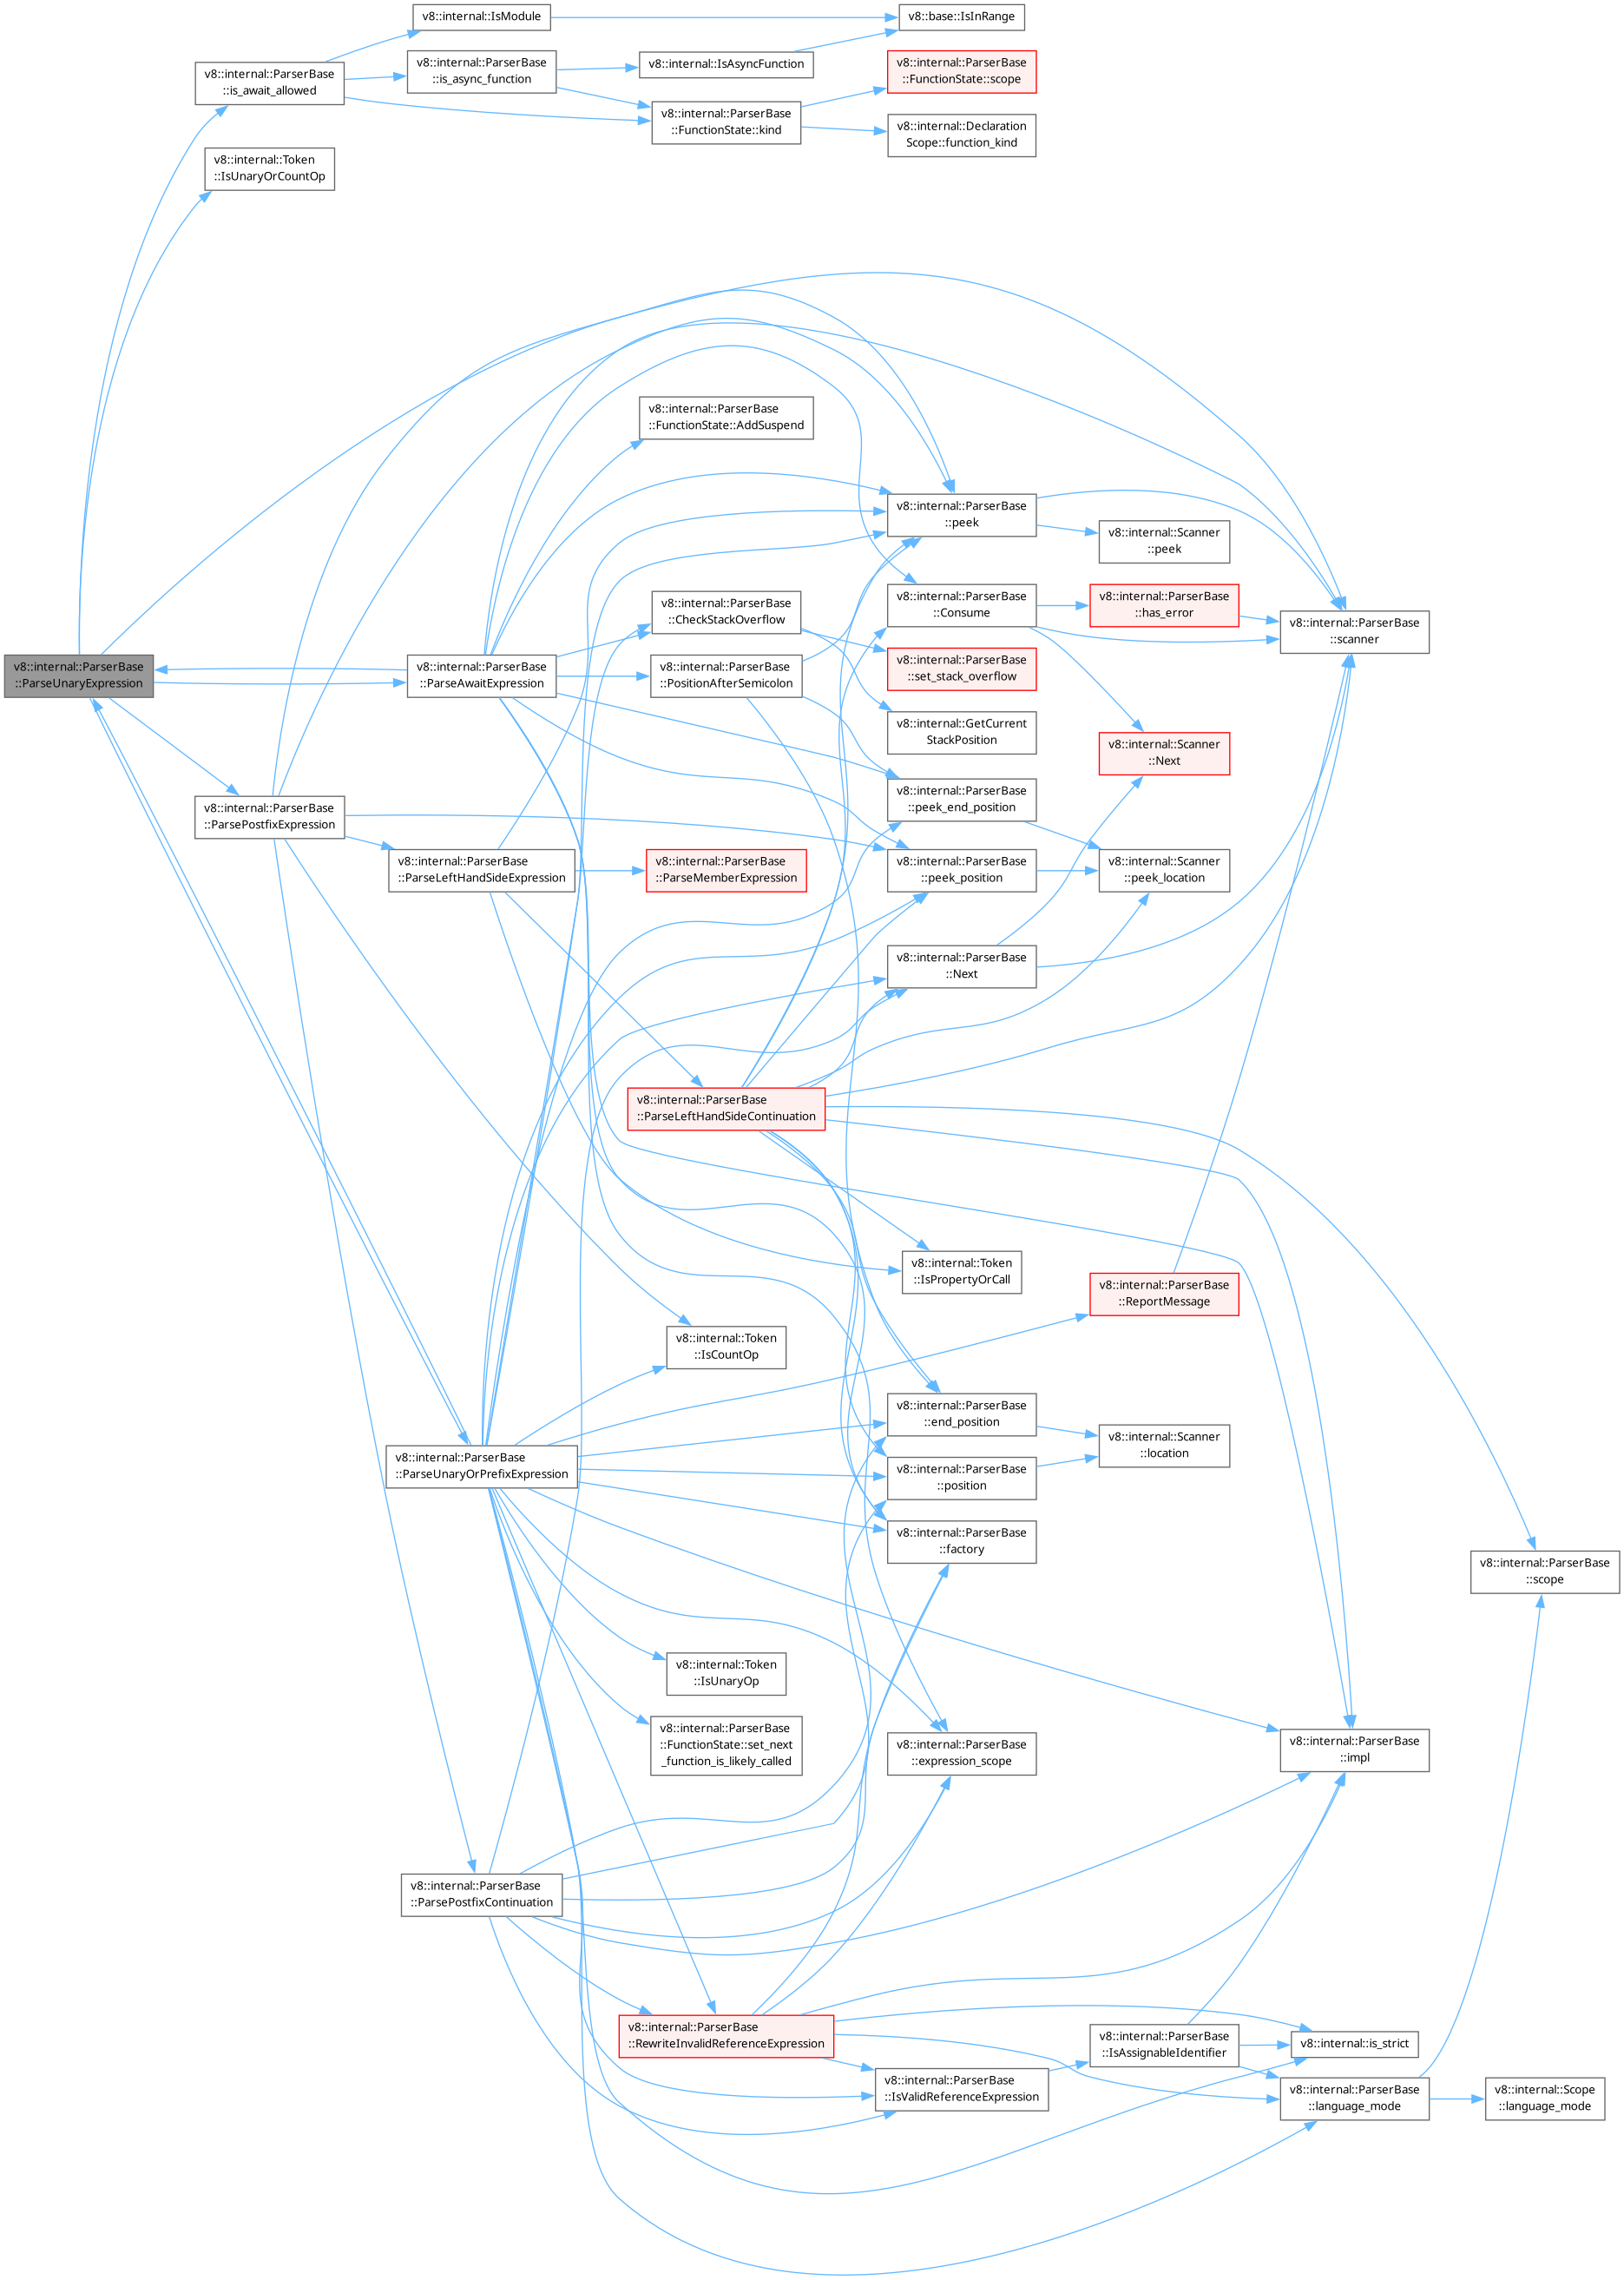 v8::internal::IsModule
v8::base::IsInRange
v8::internal::ParserBase
::is_await_allowed
v8::internal::ParserBase
::is_async_function
v8::internal::IsAsyncFunction
v8::internal::ParserBase
::FunctionState::scope
v8::internal::ParserBase
::FunctionState::kind
v8::internal::Declaration
Scope::function_kind
v8::internal::Token
::IsUnaryOrCountOp
v8::internal::ParserBase
::FunctionState::AddSuspend
v8::internal::ParserBase
::peek
v8::internal::Scanner
::peek
v8::internal::ParserBase
::CheckStackOverflow
v8::internal::ParserBase
::Consume
v8::internal::ParserBase
::has_error
v8::internal::ParserBase
::scanner
v8::internal::ParserBase
::ParseUnaryExpression
v8::internal::ParserBase
::ParseAwaitExpression
v8::internal::ParserBase
::PositionAfterSemicolon
v8::internal::ParserBase
::set_stack_overflow
v8::internal::GetCurrent
StackPosition
v8::internal::Scanner
::Next
v8::internal::ParserBase
::ParsePostfixExpression
v8::internal::ParserBase
::peek_end_position
v8::internal::ParserBase
::ParseLeftHandSideExpression
v8::internal::ParserBase
::ParseMemberExpression
v8::internal::ParserBase
::peek_position
v8::internal::Scanner
::peek_location
v8::internal::ParserBase
::Next
v8::internal::ParserBase
::ParseLeftHandSideContinuation
v8::internal::Token
::IsPropertyOrCall
v8::internal::ParserBase
::ReportMessage
v8::internal::Token
::IsCountOp
v8::internal::ParserBase
::end_position
v8::internal::Scanner
::location
v8::internal::ParserBase
::ParseUnaryOrPrefixExpression
v8::internal::ParserBase
::position
v8::internal::ParserBase
::factory
v8::internal::ParserBase
::scope
v8::internal::Token
::IsUnaryOp
v8::internal::ParserBase
::FunctionState::set_next
_function_is_likely_called
v8::internal::ParserBase
::expression_scope
v8::internal::ParserBase
::impl
v8::internal::ParserBase
::ParsePostfixContinuation
v8::internal::ParserBase
::RewriteInvalidReferenceExpression
v8::internal::ParserBase
::IsAssignableIdentifier
v8::internal::is_strict
v8::internal::ParserBase
::IsValidReferenceExpression
v8::internal::ParserBase
::language_mode
v8::internal::Scope
::language_mode